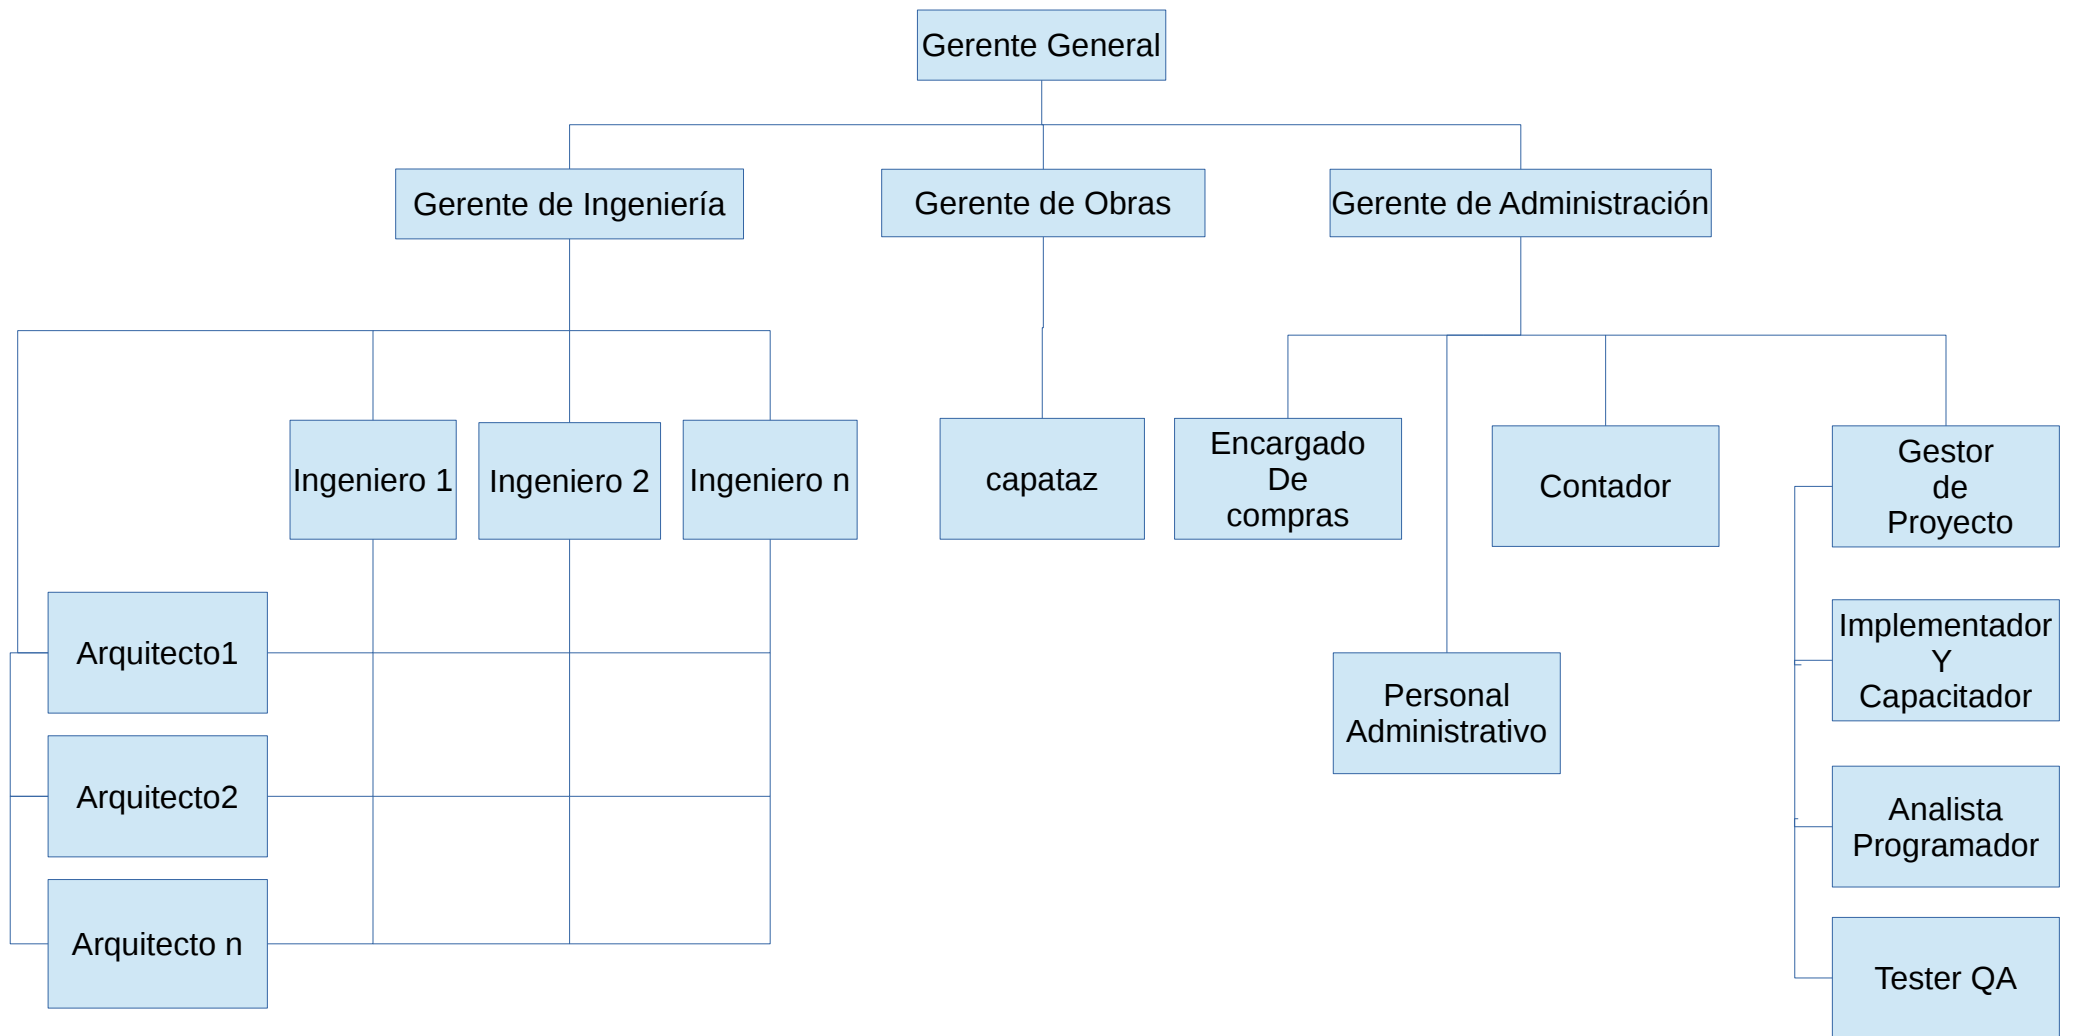 Gerente General
Gerente de Ingeniería
Gerente de Obras
Gerente de Administración
Ingeniero 1
Ingeniero 2
Ingeniero n
capataz
Encargado
De
compras
Contador
Gestor
de
Proyecto
Arquitecto1
Arquitecto2
Arquitecto n
Personal
Administrativo
Implementador
Y
Capacitador
Analista
Programador
Tester QA